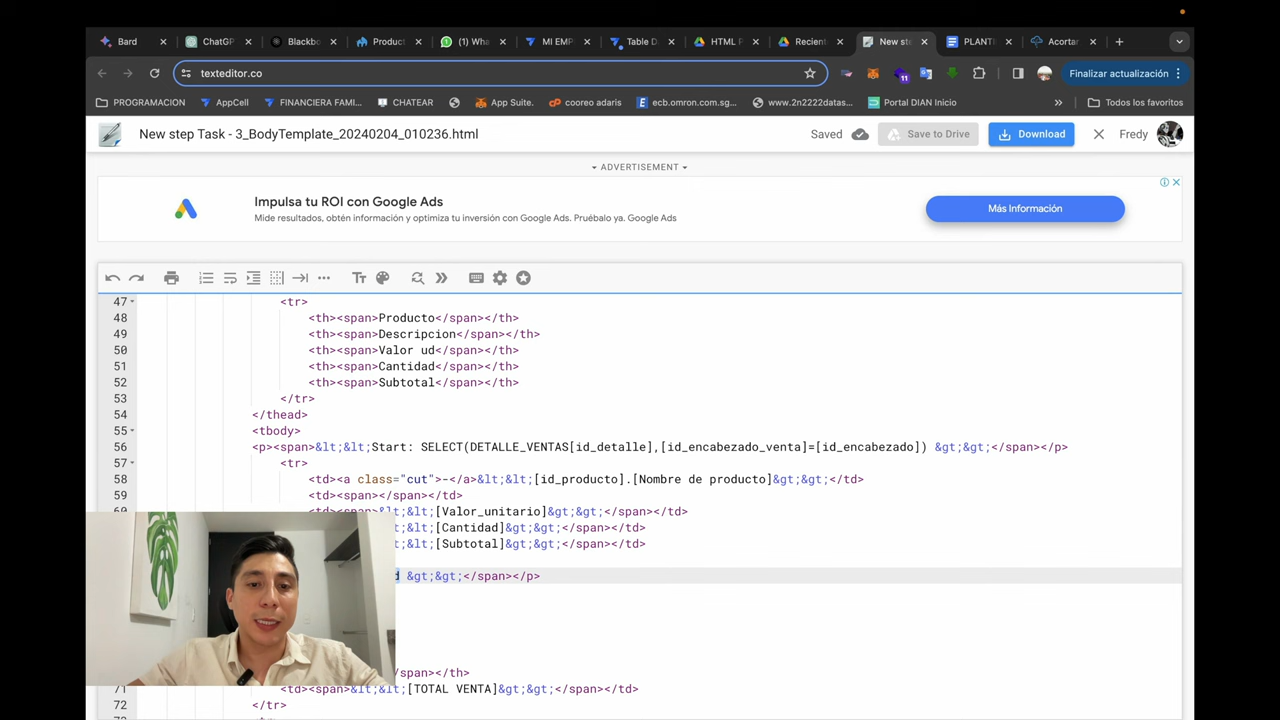 Bard
ChatGP
Blackbo
Product
(1) Wha
MI EMP
Table D
HTML P
Recient
New ste
PLANTI
Acortar
texteditor.co
11
Finalizar actualización
PROGRAMACION
AppCell
FINANCIERA FAMI...
CHATEAR
App Suite.
cooreo adaris
ecb.omron.com.sg...
www.2n2222datas...
Portal DIAN Inicio
»
Todos los favoritos
New step Task - 3_BodyTemplate_20240204_010236.html
Saved
Save to Drive
Download
Fredy
ADVERTISEMENT
Impulsa tu ROI con Google Ads
Mide resultados, obtén información y optimiza tu inversión con Google Ads. Pruébalo ya. Google Ads
Más Información
47 <tr>
48 <th><span>Producto</span></th>
49 <th><span>Descripcion</span></th>
50 <th><span>Valor ud</span></th>
51 <th><span>Cantidad</span></th>
52 <th><span>Subtotal</span></th>
53 </tr>
54 </thead>
55 <tbody>
56 <p><span>&lt;&lt;Start: SELECT(DETALLE_VENTAS[id_detalle],[id_encabezado_venta]=[id_encabezado]) &gt;&gt;</span></p>
57 <tr>
58 <td><a class="cut">-</a>&lt;&lt;[id_producto].[Nombre de producto]&gt;&gt;</td>
59 <td><span></span></td>
60 <td><span>&lt;&lt;[Valor_unitario]&gt;&gt;</span></td>
&lt;[Cantidad]&gt;&gt;</span></td>
&lt;[Subtotal]&gt;&gt;</span></td>
d &gt;&gt;</span></p>
</span></th>
71 <td><span>&lt;&lt;[TOTAL VENTA]&gt;&gt;</span></td>
72 </tr>